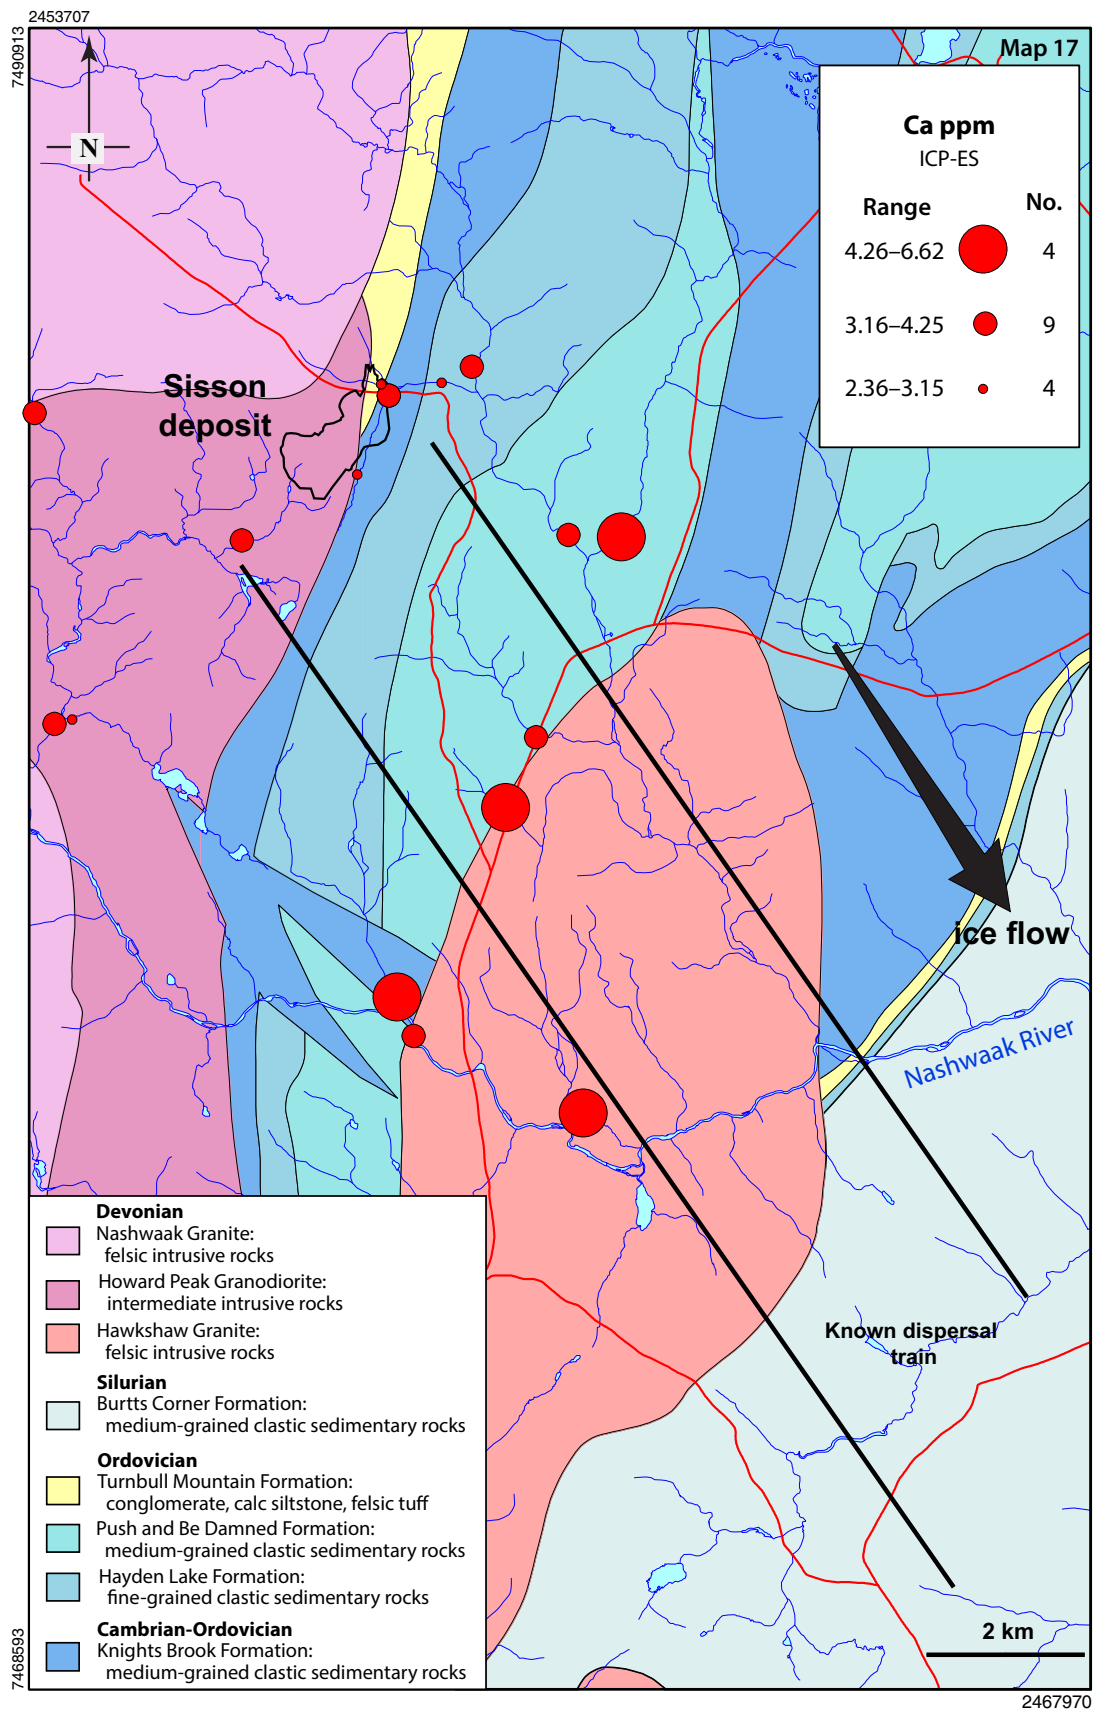 2453707
7490913
Map 17
N
Ca ppm
ICP-ES
Range No.
4.26–6.62 4
3.16–4.25 9
2.36–3.15 4
Sisson
deposit
ice flow
Nashwaak River
Known dispersal
train
Devonian
Nashwaak Granite:
felsic intrusive rocks
Howard Peak Granodiorite:
intermediate intrusive rocks
Hawkshaw Granite:
felsic intrusive rocks
Silurian
Burtts Corner Formation:
medium-grained clastic sedimentary rocks
Ordovician
Turnbull Mountain Formation:
conglomerate, calc siltstone, felsic tuff
Push and Be Damned Formation:
medium-grained clastic sedimentary rocks
Hayden Lake Formation:
fine-grained clastic sedimentary rocks
Cambrian-Ordovician
Knights Brook Formation:
medium-grained clastic sedimentary rocks
2 km
7468593
2467970